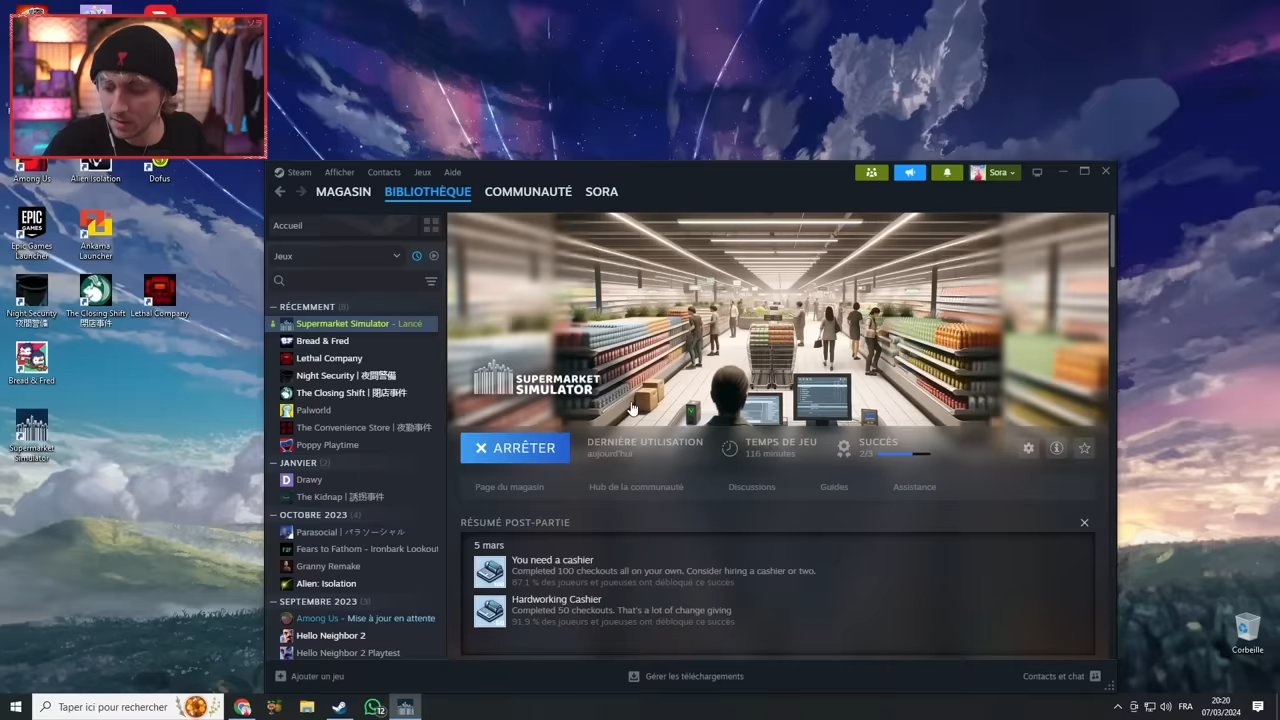 Among Us
Alien Isolation
Dofus
EPIC GAMES
Epic Games Launcher
Ankama Launcher
Night Security 夜間警備
The Closing Shift 閉店事件
Lethal Company
Bread & Fred
Supermarket Simulator
Corbeille
Steam Afficher Contacts Jeux Aide
Sora
MAGASIN BIBLIOTHÈQUE COMMUNAUTÉ SORA
Accueil
Jeux
— RÉCEMMENT (8)
Supermarket Simulator - Lancé
Bread & Fred
Lethal Company
Night Security | 夜間警備
The Closing Shift | 閉店事件
Palworld
The Convenience Store | 夜勤事件
Poppy Playtime
— JANVIER (2)
Drawy
The Kidnap | 誘拐事件
— OCTOBRE 2023 (4)
Parasocial | パラソーシャル
Fears to Fathom - Ironbark Lookout
Granny Remake
Alien: Isolation
— SEPTEMBRE 2023 (3)
Among Us - Mise à jour en attente
Hello Neighbor 2
Hello Neighbor 2 Playtest
SUPERMARKET
SIMULATOR
ARRÊTER
DERNIÈRE UTILISATION
aujourd'hui
TEMPS DE JEU
116 minutes
SUCCÈS
2/3
Page du magasin Hub de la communauté Discussions Guides Assistance
RÉSUMÉ POST-PARTIE
5 mars
You need a cashier
Completed 100 checkouts all on your own. Consider hiring a cashier or two.
87.1 % des joueurs et joueuses ont débloqué ce succès
Hardworking Cashier
Completed 50 checkouts. That's a lot of change giving
91.9 % des joueurs et joueuses ont débloqué ce succès
Ajouter un jeu
Gérer les téléchargements
Contacts et chat
Taper ici pour rechercher
12
FRA
20:20
07/03/2024